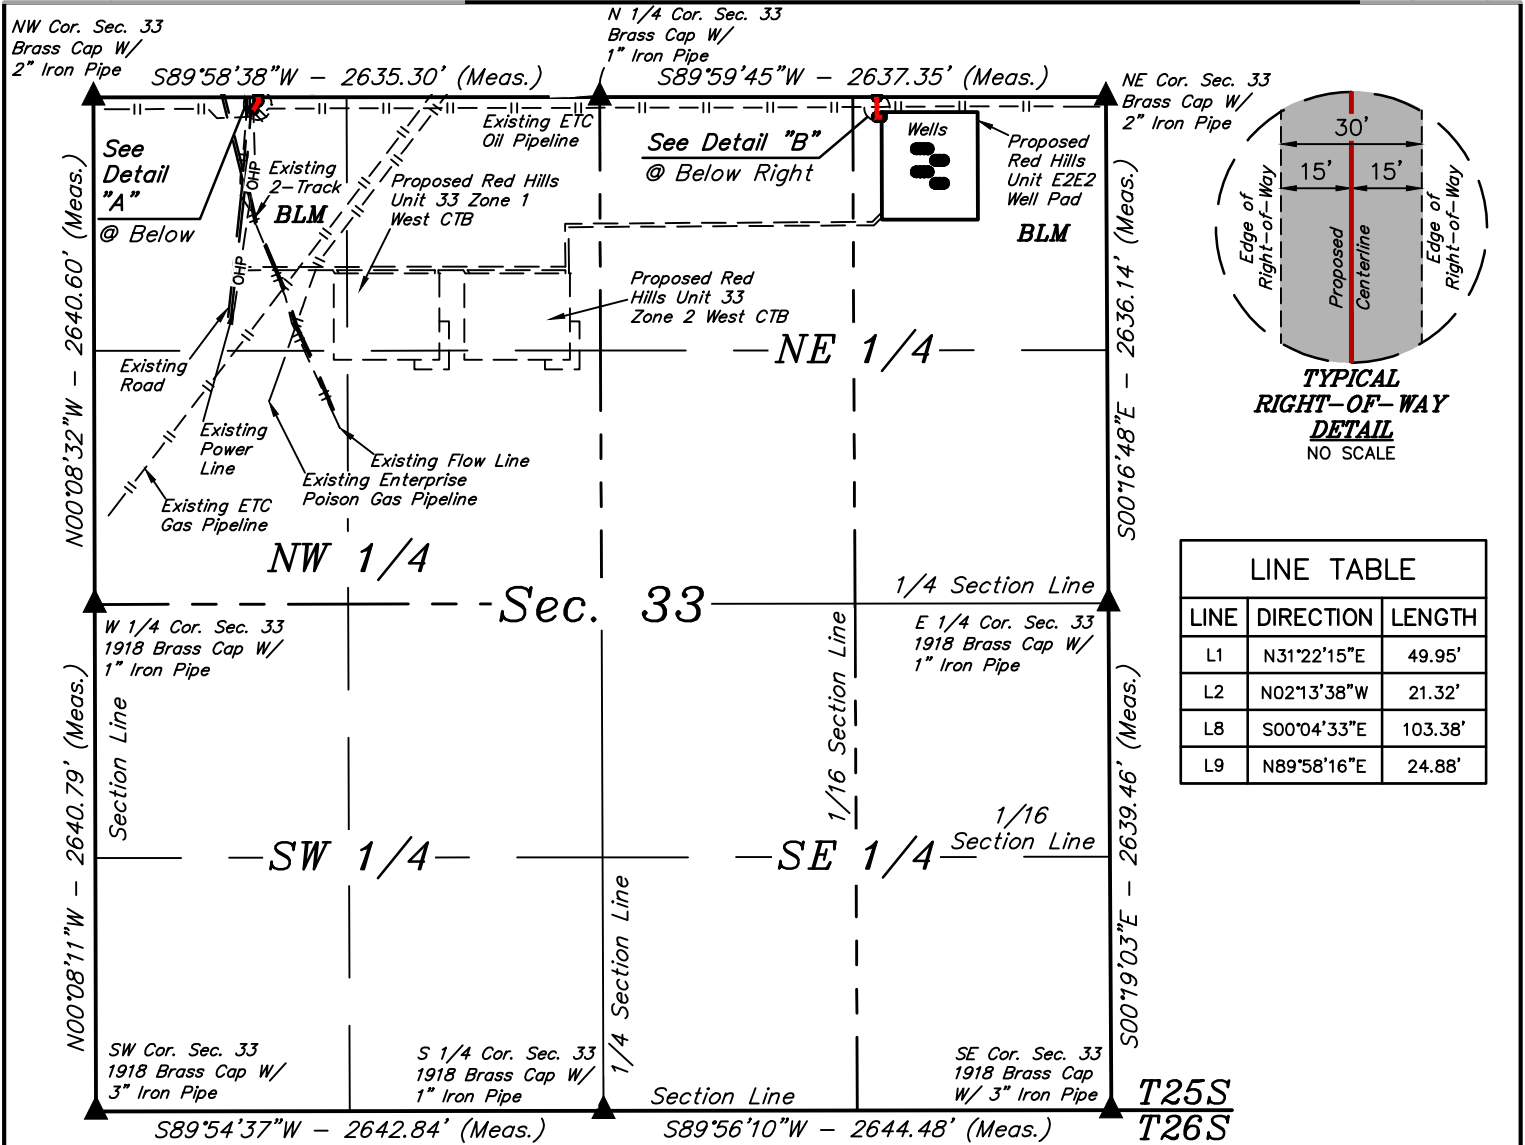 NW Cor. Sec. 33
Brass Cap W/
2" Iron Pipe
S89°58'38"W - 2635.30' (Meas.)
N 1/4 Cor. Sec. 33
Brass Cap W/
1" Iron Pipe
S89°59'45"W - 2637.35' (Meas.)
NE Cor. Sec. 33
Brass Cap W/
2" Iron Pipe
See
Detail
"A"
@ Below
OHP
Existing
2-Track
BLM
OHP
Proposed Red Hills
Unit 33 Zone 1
West CTB
Existing ETC
Oil Pipeline
See Detail "B"
@ Below Right
Wells
Proposed
Red Hills
Unit E2E2
Well Pad
BLM
Proposed Red
Hills Unit 33
Zone 2 West CTB
Existing
Road
Existing
Power
Line
Existing ETC
Gas Pipeline
Existing Flow Line
Existing Enterprise
Poison Gas Pipeline
N00°08'32"W - 2640.60' (Meas.)
S00°16'48"E - 2636.14' (Meas.)
30'
15'
15'
Edge of
Right-of-Way
Proposed
Centerline
Edge of
Right-of-Way
TYPICAL
RIGHT-OF-WAY
DETAIL
NO SCALE
NE 1/4
NW 1/4
Sec. 33
1/4 Section Line
W 1/4 Cor. Sec. 33
1918 Brass Cap W/
1" Iron Pipe
E 1/4 Cor. Sec. 33
1918 Brass Cap W/
1" Iron Pipe
LINE TABLE
LINE DIRECTION LENGTH
L1 N31°22'15"E 49.95'
L2 N02°13'38"W 21.32'
L8 S00°04'33"E 103.38'
L9 N89°58'16"E 24.88'
Section Line
N00°08'11"W - 2640.79' (Meas.)
1/16 Section Line
S00°19'03"E - 2639.46' (Meas.)
1/16
Section Line
SW 1/4
SE 1/4
1/4 Section Line
SW Cor. Sec. 33
1918 Brass Cap W/
3" Iron Pipe
S 1/4 Cor. Sec. 33
1918 Brass Cap W/
1" Iron Pipe
Section Line
SE Cor. Sec. 33
1918 Brass Cap
W/ 3" Iron Pipe
T25S
T26S
S89°54'37"W - 2642.84' (Meas.)
S89°56'10"W - 2644.48' (Meas.)